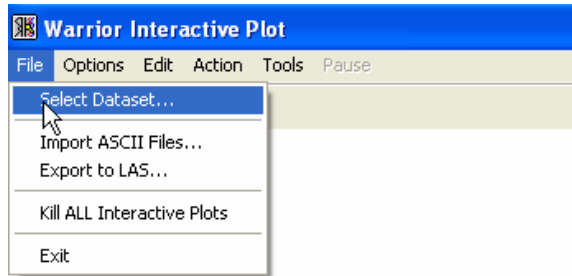 Warrior Interactive Plot
File Options Edit Action Tools Pause
Select Dataset...
Import ASCII Files...
Export to LAS...
Kill ALL Interactive Plots
Exit